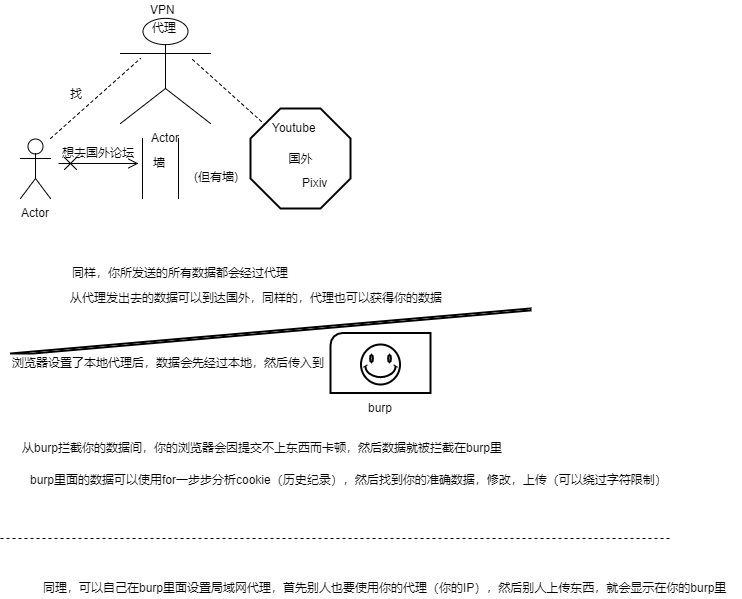 VPN
代理
找
Youtube
Actor
想去国外论坛
墙
国外
(但有墙)
Pixiv
Actor
同样，你所发送的所有数据都会经过代理
从代理发出去的数据可以到达国外，同样的，代理也可以获得你的数据
浏览器设置了本地代理后，数据会先经过本地，然后传入到
burp
从burp拦截你的数据间，你的浏览器会因提交不上东西而卡顿，然后数据就被拦截在burp里
burp里面的数据可以使用for一步步分析cookie（历史纪录），然后找到你的准确数据，修改，上传（可以绕过字符限制）
同理，可以自己在burp里面设置局域网代理，首先别人也要使用你的代理（你的IP），然后别人上传东西，就会显示在你的burp里